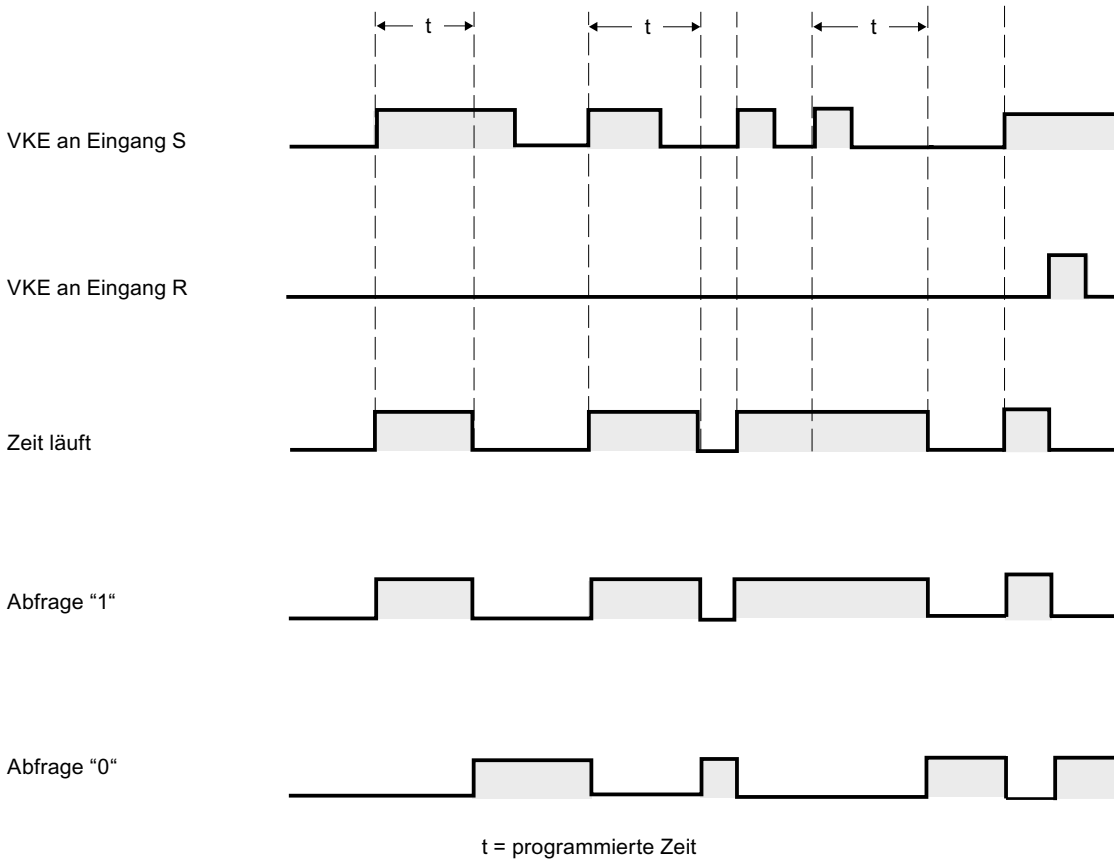 t t t
VKE an Eingang S
VKE an Eingang R
Zeit läuft
Abfrage “1“
Abfrage “0“
t = programmierte Zeit